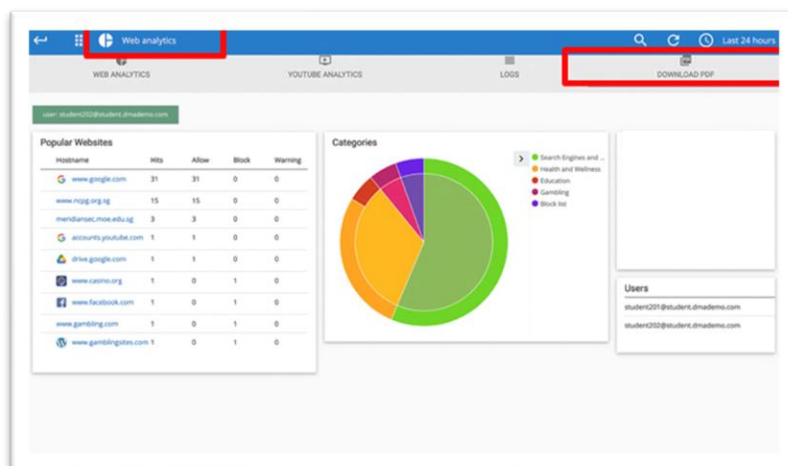 Web analytics
Last 24 hours
WEB ANALYTICS
YOUTUBE ANALYTICS
LOGS
DOWNLOAD PDF
user: student202@student.dmademo.com
Popular Websites
Hostname Hits Allow Block Warning
www.google.com 31 31 0 0
www.ncpg.org.sg 15 15 0 0
meridiansec.moe.edu.sg 3 3 0 0
accounts.youtube.com 1 1 0 0
drive.google.com 1 1 0 0
www.casino.org 1 0 1 0
www.facebook.com 1 0 1 0
www.gambling.com 1 0 1 0
www.gamblingsites.com 1 0 1 0
Categories
Search Engines and ...
Health and Wellness
Education
Gambling
Block list
Users
student201@student.dmademo.com
student202@student.dmademo.com